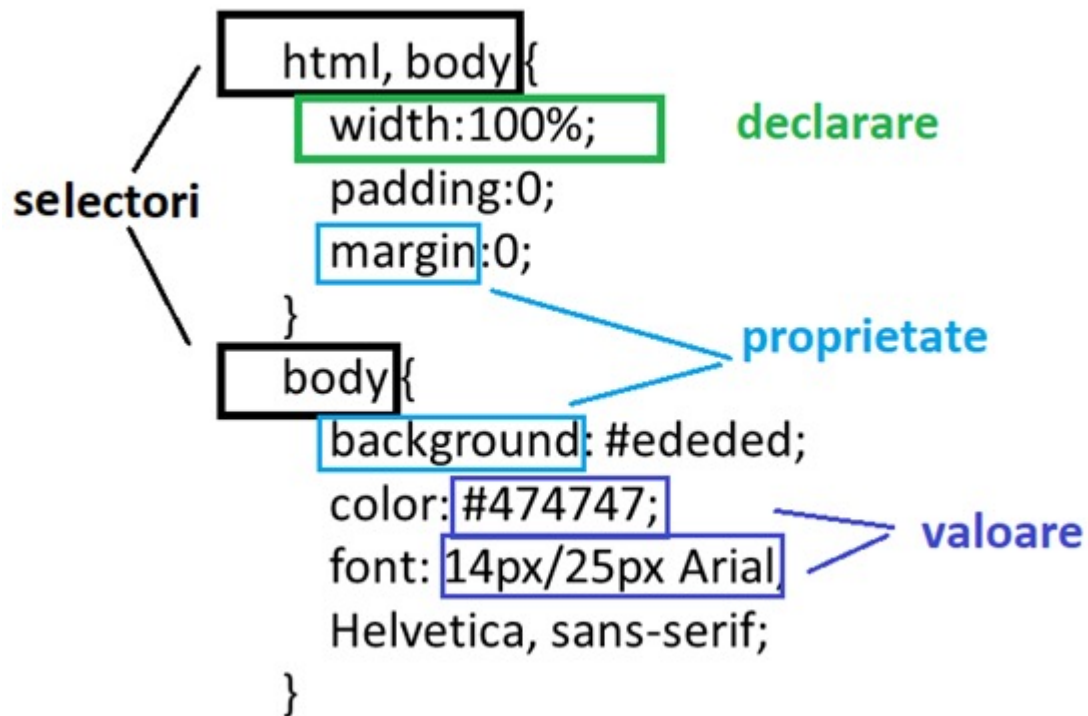 html, body {
width:100%;
declarare
selectori
padding:0;
margin:0;
}
proprietate
body {
background: #ededed;
color: #474747;
valoare
font: 14px/25px Arial,
Helvetica, sans-serif;
}